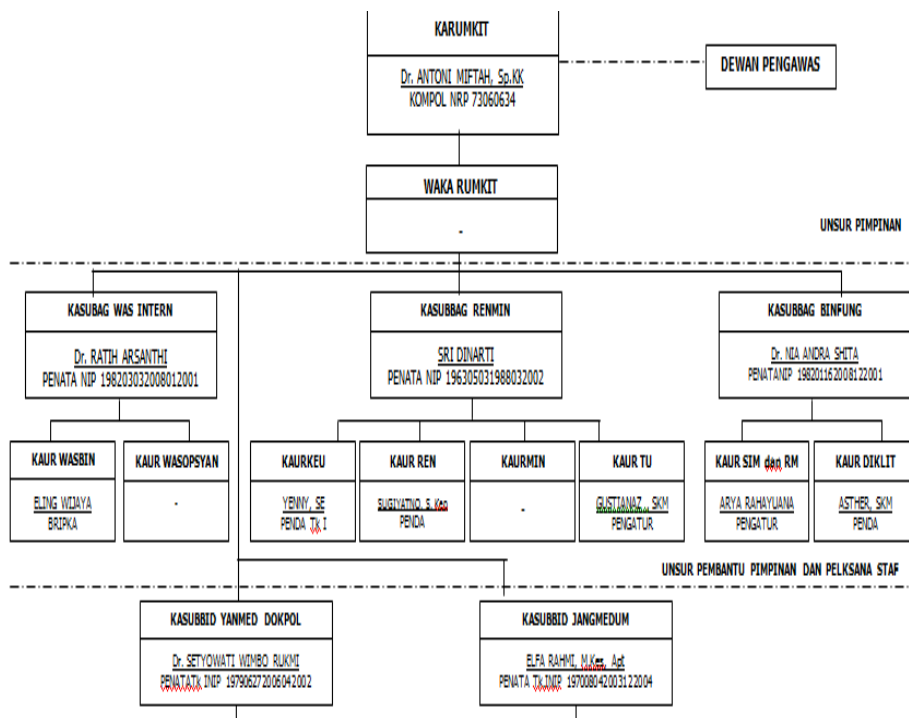 KARUMKIT
Dr. ANTONI MIFTAH, Sp.KK
KOMPOL NRP 73060634
DEWAN PENGAWAS
WAKA RUMKIT
-
UNSUR PIMPINAN
KASUBAG WAS INTERN
Dr. RATIH ARSANTHI
PENATA NIP 198203032008012001
KASUBBAG RENMIN
SRI DINARTI
PENATA NIP 196305031988032002
KASUBBAG BINFUNG
Dr. NIA ANDRA SHITA
PENATANIP 198201162008122001
KAUR WASBIN
ELING WIJAYA
BRIPKA
KAUR WASOPSYAN
-
KAURKEU
YENNY, SE
PENDA Tk I
KAUR REN
SUGIYATNO, S. Kep
PENDA
KAURMIN
-
KAUR TU
GUSTIANAZ,. SKM
PENGATUR
KAUR SIM dan RM
ARYA RAHAYUANA
PENGATUR
KAUR DIKLIT
ASTHER, SKM
PENDA
UNSUR PEMBANTU PIMPINAN DAN PELKSANA STAF
KASUBBID YANMED DOKPOL
Dr. SETYOWATI WIMBO RUKMI
PENATATk INIP 197906272006042002
KASUBBID JANGMEDUM
ELFA RAHMI, M.Kes, Apt
PENATA Tk.INIP 197008042003122004